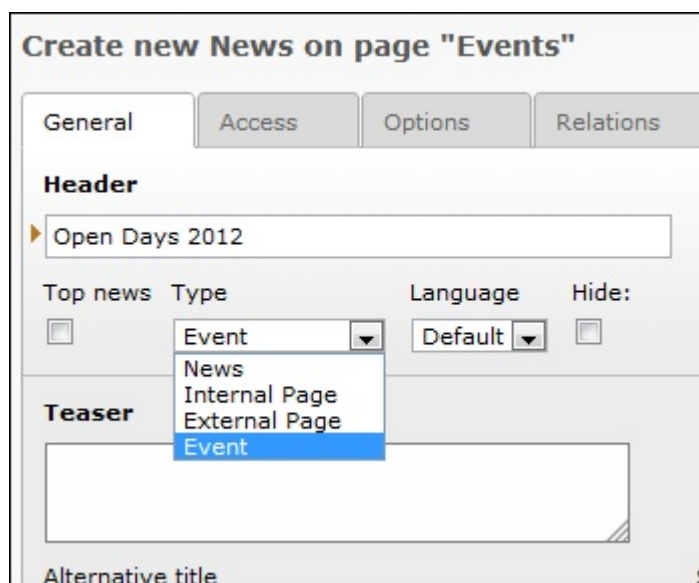 Create new News on page "Events"
General Access Options Relations
Header
Open Days 2012
Top news Type Language Hide:
Event Default
News
Internal Page
External Page
Event
Teaser
Alternative title